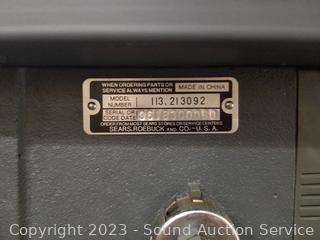 WHEN ORDERING PARTS OR
SERVICE ALWAYS MENTION
MADE IN CHINA
MODEL
NUMBER
113.213092
SERIAL OR
CODE DATE
ORDER FROM MOST SEARS STORES OR SERVICE CENTERS
SEARS, ROEBUCK AND CO.-U.S.A.
Copyright 2023 - Sound Auction Service